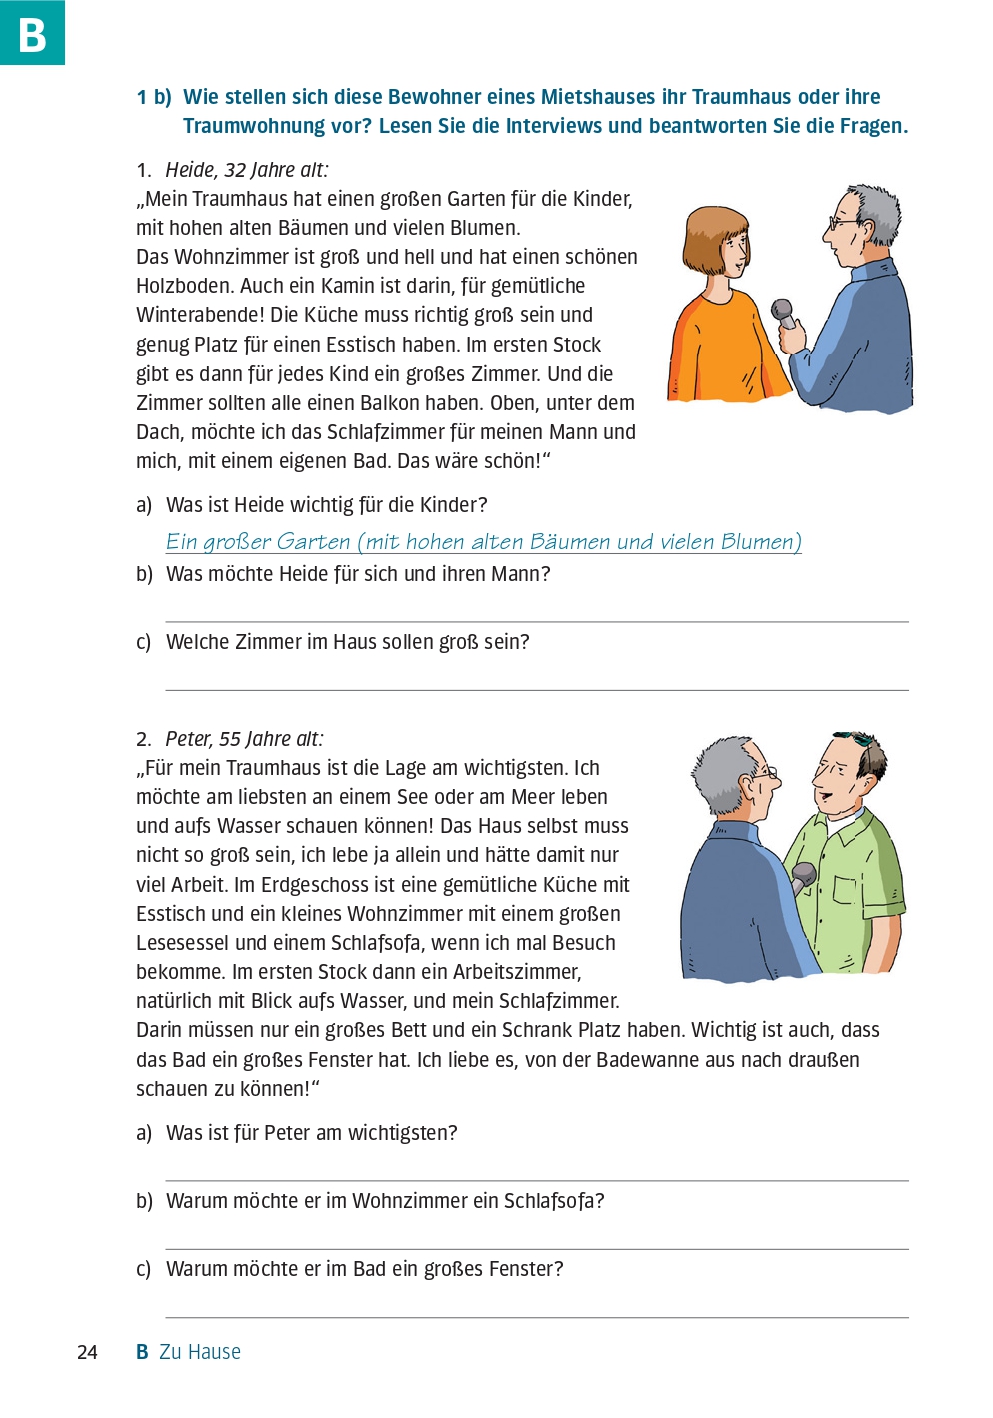 B
1 b) Wie stellen sich diese Bewohner eines Mietshauses ihr Traumhaus oder ihre
Traumwohnung vor? Lesen Sie die Interviews und beantworten Sie die Fragen.
1. Heide, 32 Jahre alt:
„Mein Traumhaus hat einen großen Garten für die Kinder,
mit hohen alten Bäumen und vielen Blumen.
Das Wohnzimmer ist groß und hell und hat einen schönen
Holzboden. Auch ein Kamin ist darin, für gemütliche
Winterabende! Die Küche muss richtig groß sein und
genug Platz für einen Esstisch haben. Im ersten Stock
gibt es dann für jedes Kind ein großes Zimmer. Und die
Zimmer sollten alle einen Balkon haben. Oben, unter dem
Dach, möchte ich das Schlafzimmer für meinen Mann und
mich, mit einem eigenen Bad. Das wäre schön!“
a) Was ist Heide wichtig für die Kinder?
Ein großer Garten (mit hohen alten Bäumen und vielen Blumen)
b) Was möchte Heide für sich und ihren Mann?
c) Welche Zimmer im Haus sollen groß sein?
2. Peter, 55 Jahre alt:
„Für mein Traumhaus ist die Lage am wichtigsten. Ich
möchte am liebsten an einem See oder am Meer leben
und aufs Wasser schauen können! Das Haus selbst muss
nicht so groß sein, ich lebe ja allein und hätte damit nur
viel Arbeit. Im Erdgeschoss ist eine gemütliche Küche mit
Esstisch und ein kleines Wohnzimmer mit einem großen
Lesesessel und einem Schlafsofa, wenn ich mal Besuch
bekomme. Im ersten Stock dann ein Arbeitszimmer,
natürlich mit Blick aufs Wasser, und mein Schlafzimmer.
Darin müssen nur ein großes Bett und ein Schrank Platz haben. Wichtig ist auch, dass
das Bad ein großes Fenster hat. Ich liebe es, von der Badewanne aus nach draußen
schauen zu können!“
a) Was ist für Peter am wichtigsten?
b) Warum möchte er im Wohnzimmer ein Schlafsofa?
c) Warum möchte er im Bad ein großes Fenster?
24 B Zu Hause